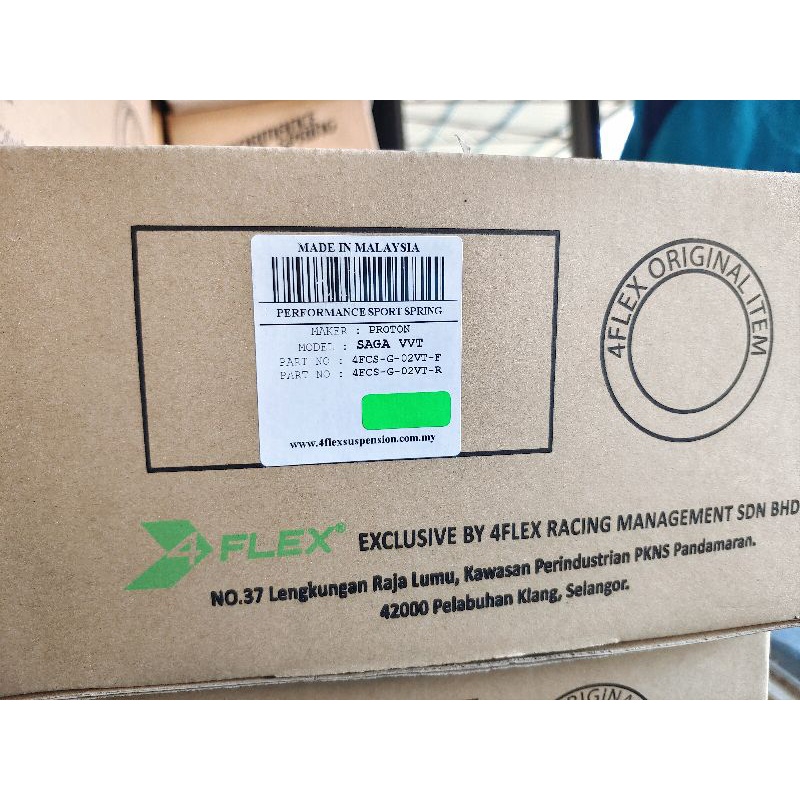 MADE IN MALAYSIA
PERFORMANCE SPORT SPRING
MAKER : PROTON
MODEL : SAGA VVT
PART NO : 4FCS-G-02VT-F
PART NO : 4FCS-G-02VT-R
www.4flexsuspension.com.my
4FLEX ORIGINAL ITEM
4FLEX® EXCLUSIVE BY 4FLEX RACING MANAGEMENT SDN BHD
NO.37 Lengkungan Raja Lumu, Kawasan Perindustrian PKNS Pandamaran.
42000 Pelabuhan Klang, Selangor.